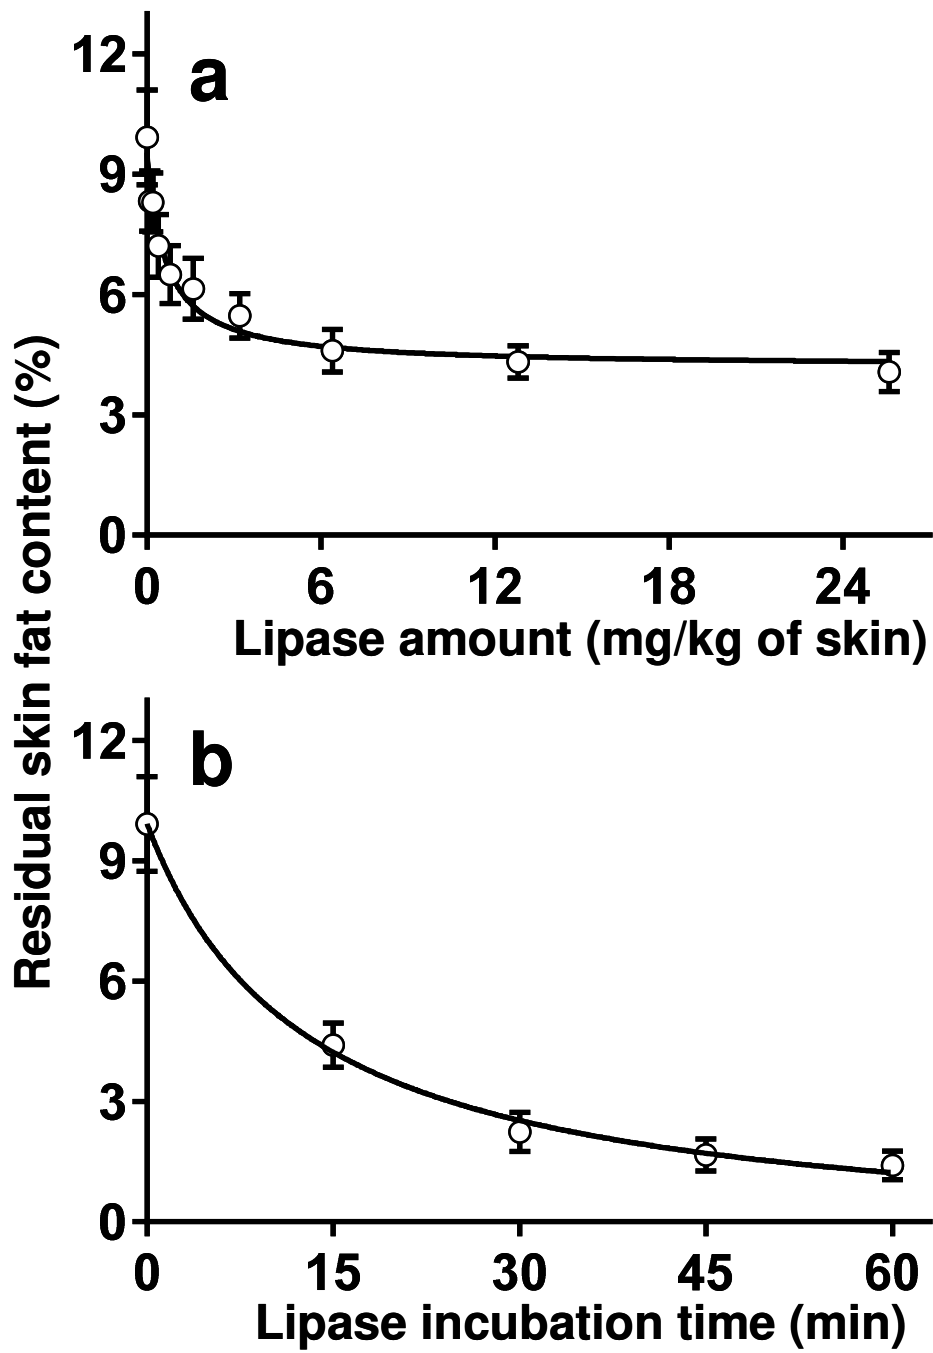 Residual skin fat content (%)
a
12
9
6
3
0
0 6 12 18 24
Lipase amount (mg/kg of skin)
b
12
9
6
3
0
0 15 30 45 60
Lipase incubation time (min)